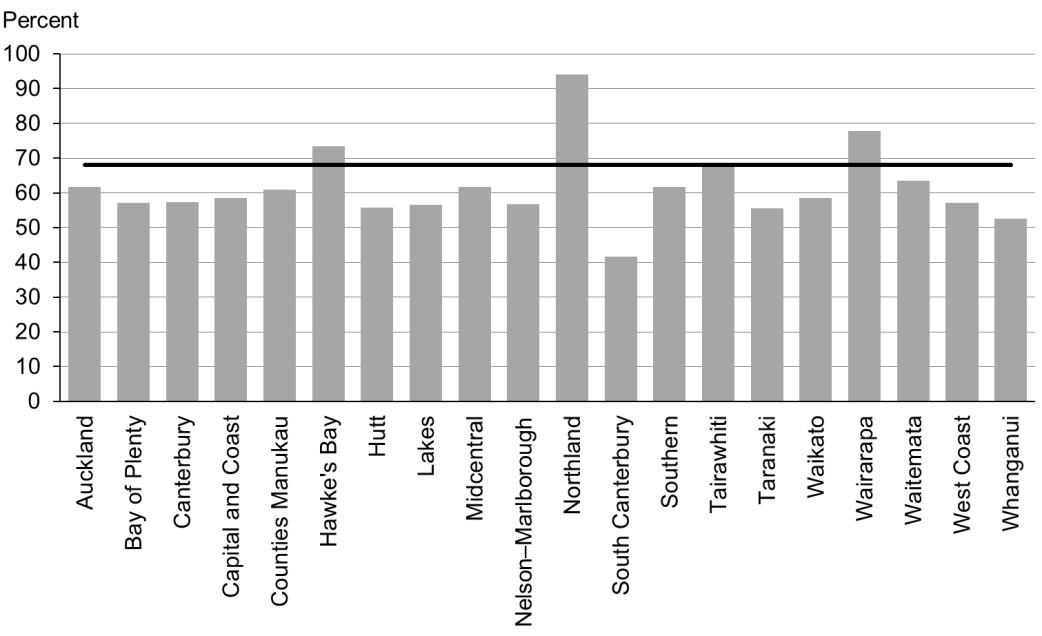 Percent
100
90
80
70
60
50
40
30
20
10
0
Auckland
Bay of Plenty
Canterbury
Capital and Coast
Counties Manukau
Hawke's Bay
Hutt
Lakes
Midcentral
Nelson–Marlborough
Northland
South Canterbury
Southern
Tairawhiti
Taranaki
Waikato
Wairarapa
Waitemata
West Coast
Whanganui